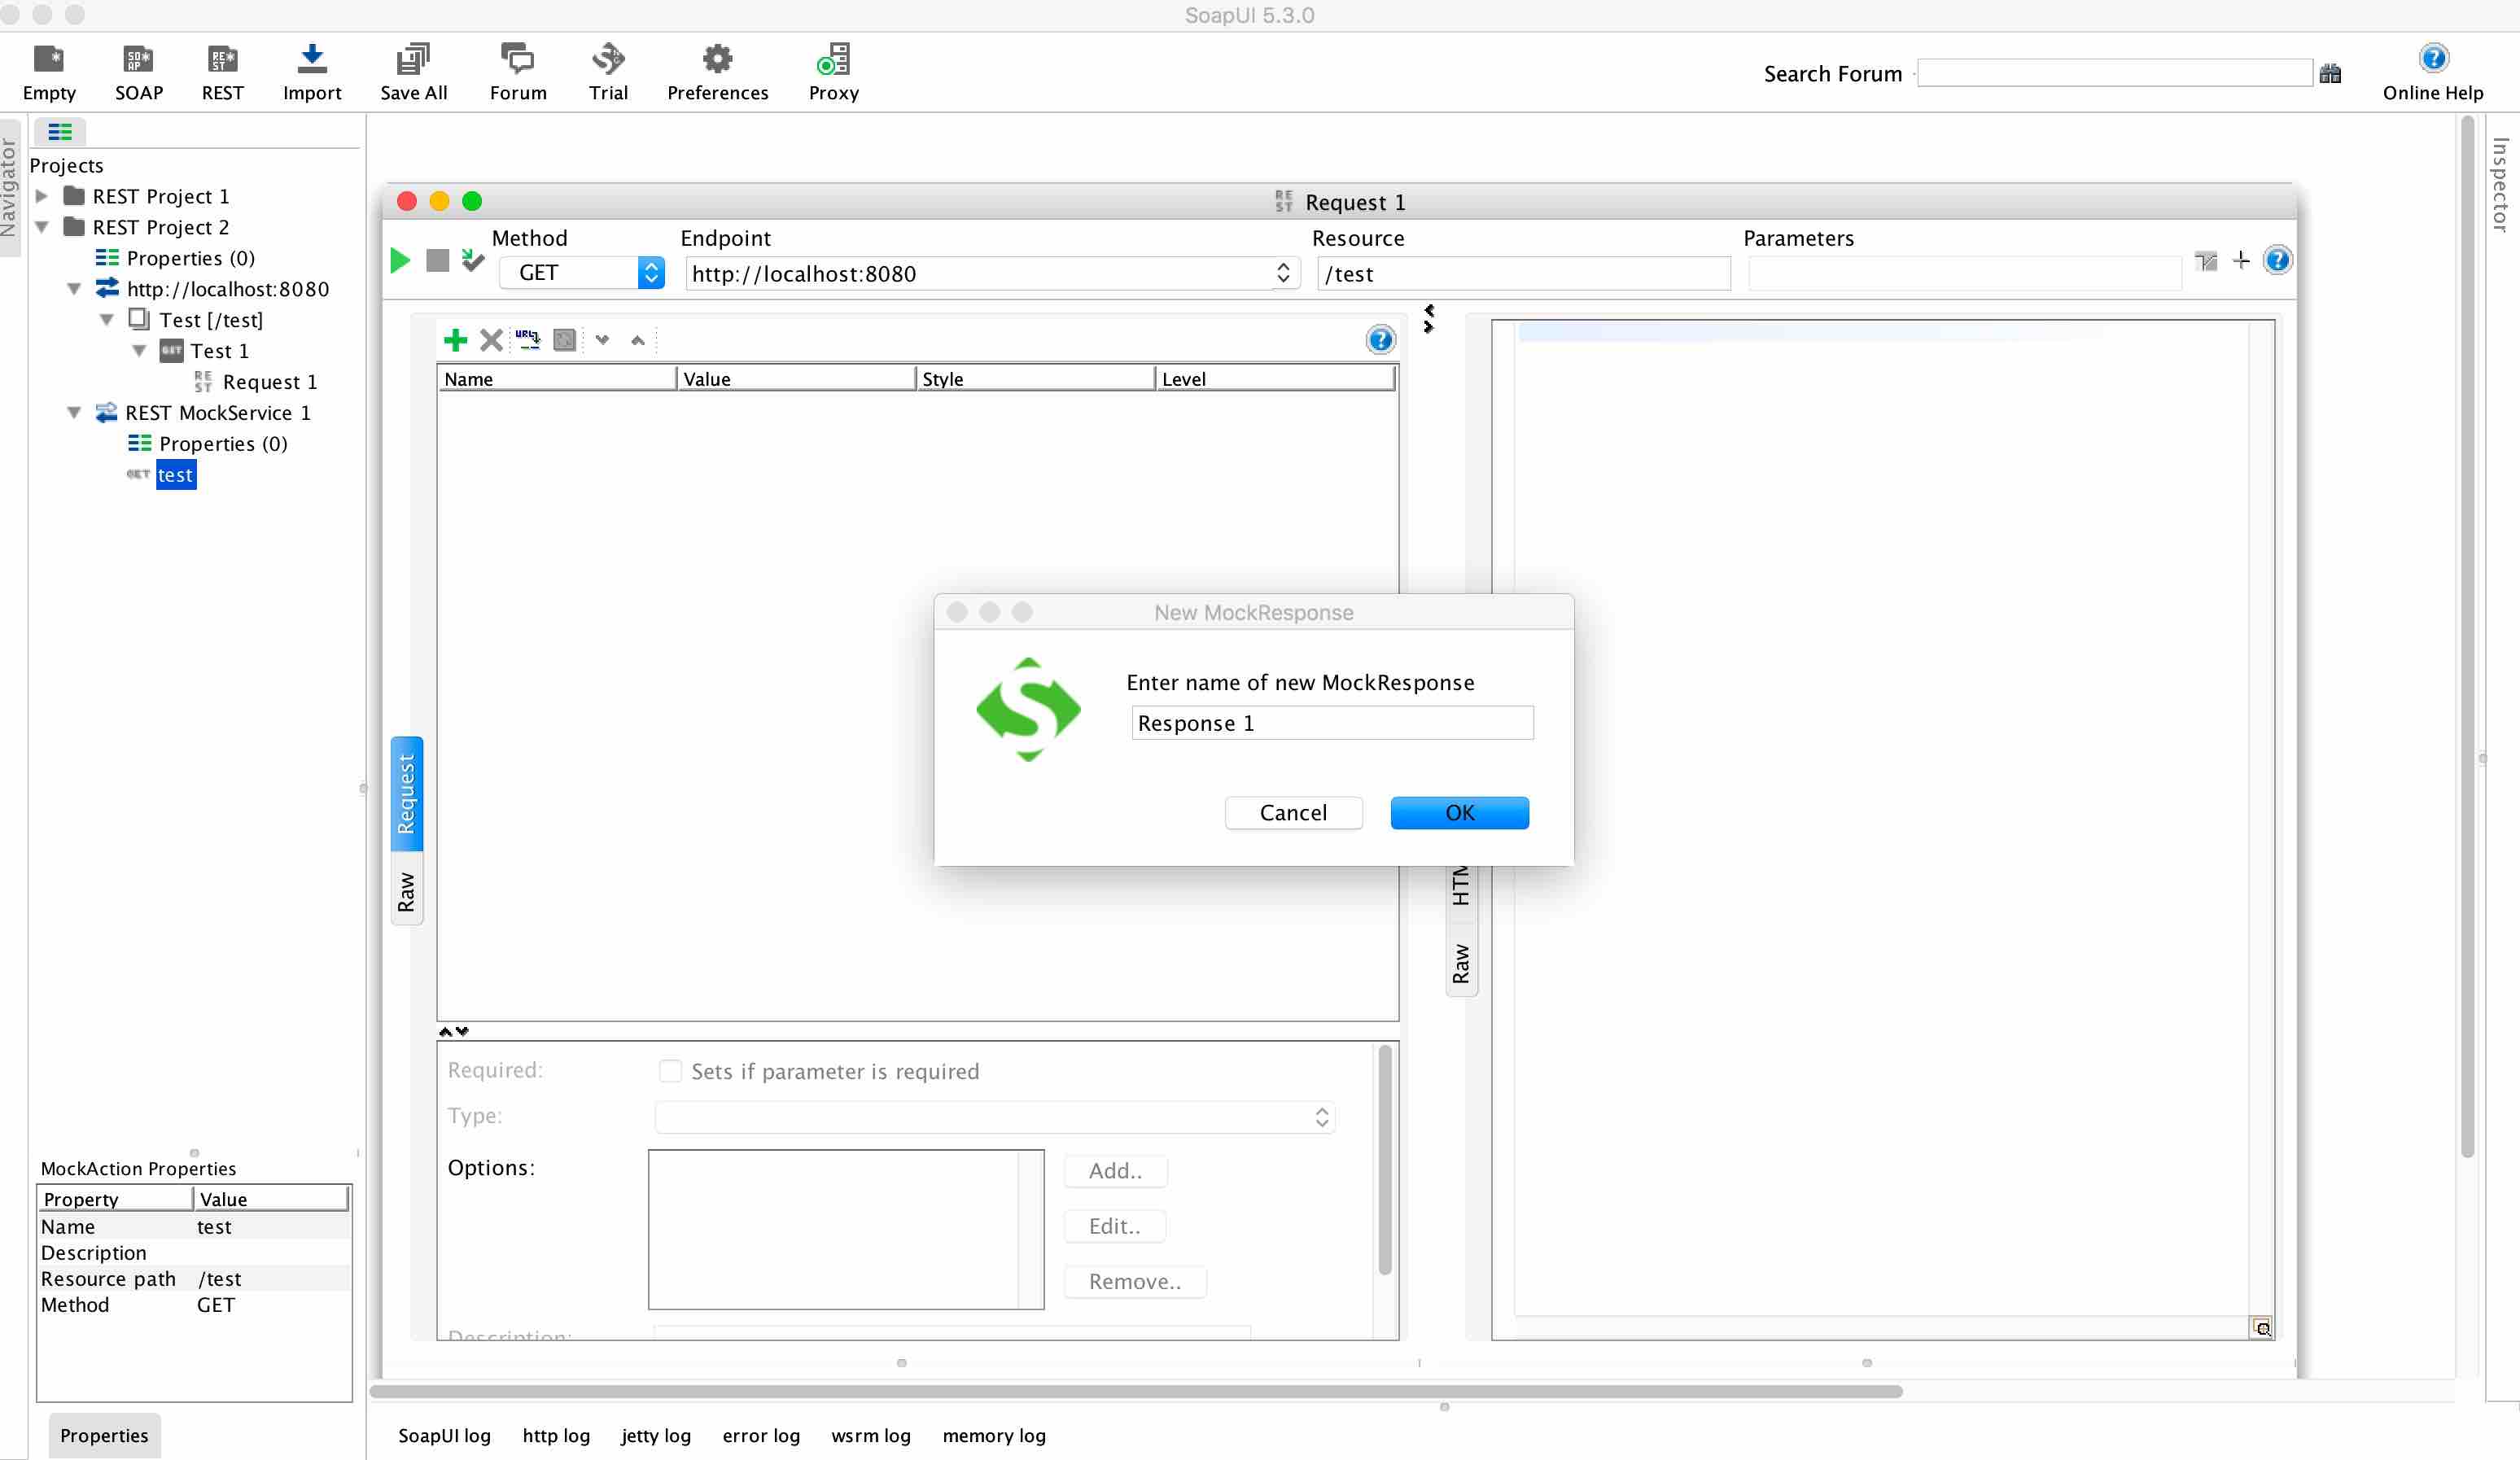 SoapUI 5.3.0
Empty
SOAP
REST
Import
Save All
Forum
Trial
Preferences
Proxy
Search Forum
Online Help
Navigator
Inspector
Projects
REST Project 1
REST Project 2
Properties (0)
http://localhost:8080
Test [/test]
GET Test 1
REST Request 1
REST MockService 1
Properties (0)
GET test
REST Request 1
Method
Endpoint
Resource
Parameters
GET
http://localhost:8080
/test
URL
Name Value Style Level
Request
Raw
New MockResponse
Enter name of new MockResponse
Response 1
Cancel OK
HTM
Raw
Required: Sets if parameter is required
Type:
Options:
Add..
Edit..
Remove..
Description:
MockAction Properties
Property Value
Name test
Description
Resource path /test
Method GET
Properties
SoapUI log http log jetty log error log wsrm log memory log